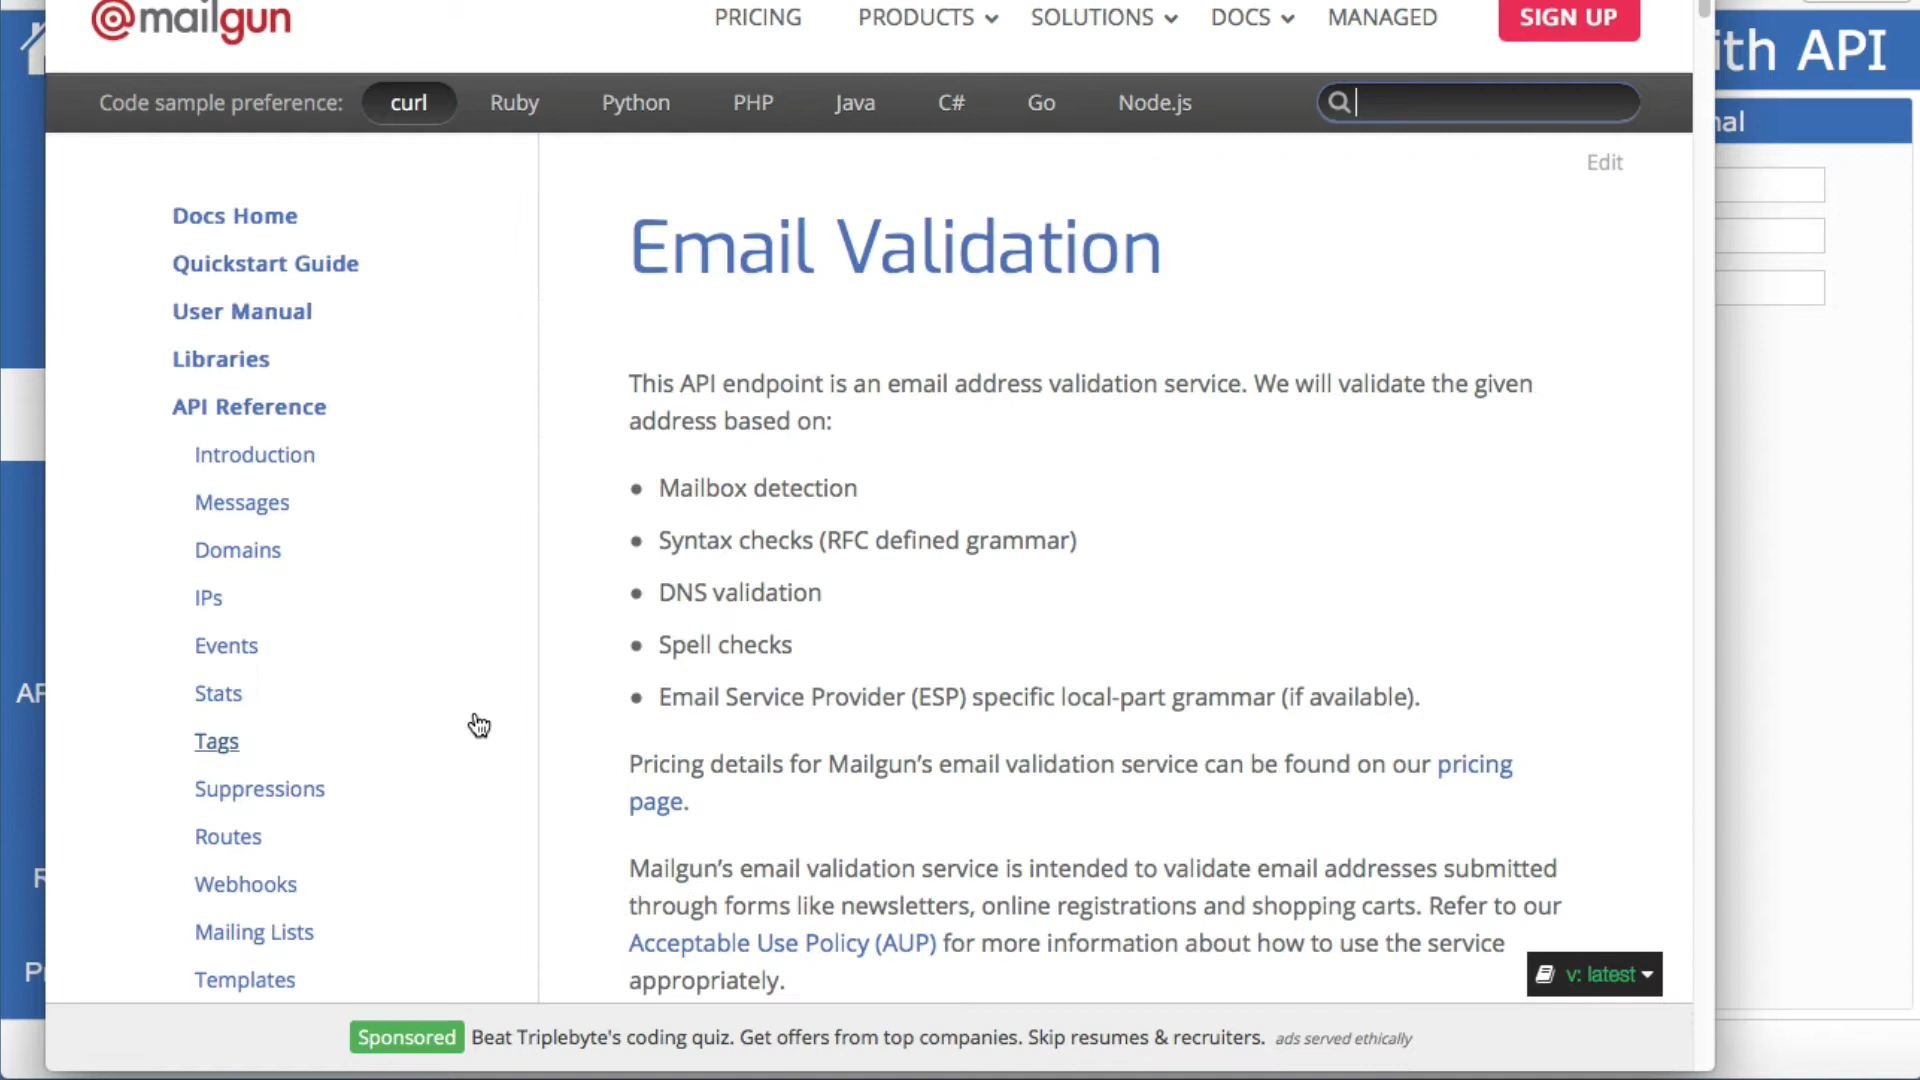 @mailgun
PRICING
PRODUCTS
SOLUTIONS
DOCS
MANAGED
SIGN UP
ith API
Code sample preference:
curl
Ruby
Python
PHP
Java
C#
Go
Node.js
nal
Edit
Docs Home
Quickstart Guide
User Manual
Libraries
API Reference
Introduction
Messages
Domains
IPs
Events
Stats
Tags
Suppressions
Routes
Webhooks
Mailing Lists
Templates
Email Validation
This API endpoint is an email address validation service. We will validate the given
address based on:
• Mailbox detection
• Syntax checks (RFC defined grammar)
• DNS validation
• Spell checks
• Email Service Provider (ESP) specific local-part grammar (if available).
Pricing details for Mailgun’s email validation service can be found on our pricing
page.
Mailgun’s email validation service is intended to validate email addresses submitted
through forms like newsletters, online registrations and shopping carts. Refer to our
Acceptable Use Policy (AUP) for more information about how to use the service
appropriately.
v: latest
Sponsored Beat Triplebyte's coding quiz. Get offers from top companies. Skip resumes & recruiters. ads served ethically